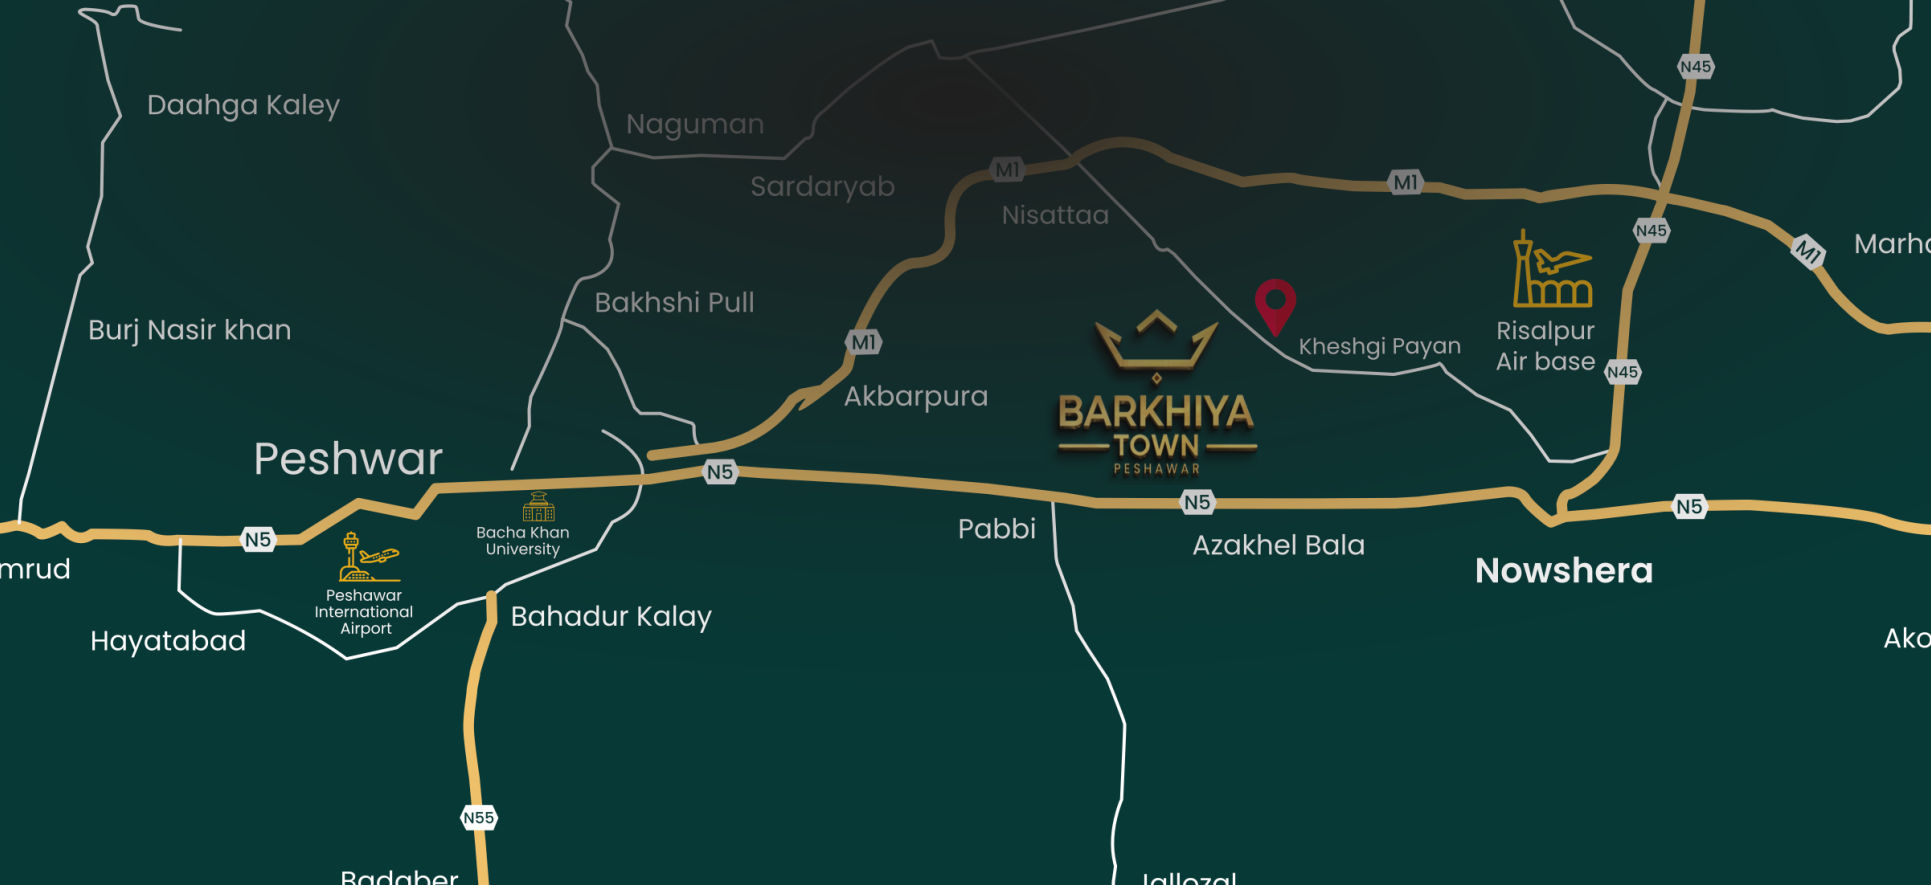 N45
Daahga Kaley
Naguman
M1
Sardaryab
M1
Nisattaa
N45
Marha
M1
Bakhshi Pull
Burj Nasir khan
Risalpur
Air base
M1
Kheshgi Payan
N45
Akbarpura
BARKHIYA
TOWN
PESHAWAR
Peshwar
N5
N5
N5
Bacha Khan
University
Pabbi
N5
Azakhel Bala
mrud
Nowshera
Peshawar
International
Airport
Bahadur Kalay
Hayatabad
Ako
N55
Badaber
Jallozal